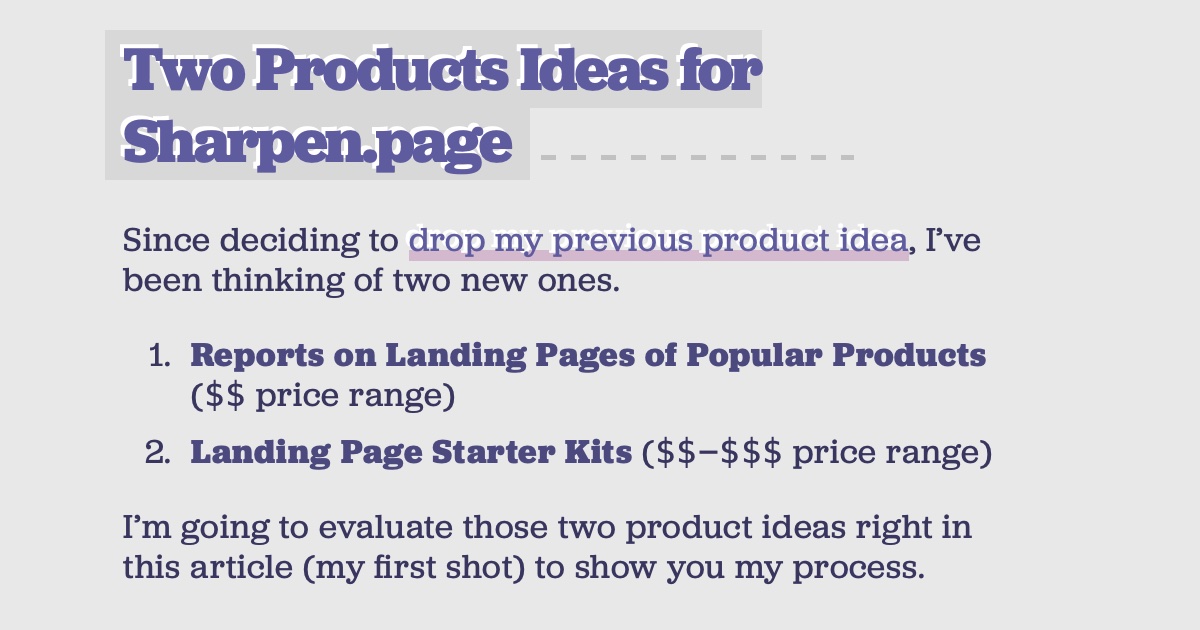 Two Products Ideas for
Sharpen.page
Since deciding to drop my previous product idea, I’ve
been thinking of two new ones.
1. Reports on Landing Pages of Popular Products
($$ price range)
2. Landing Page Starter Kits ($$–$$$ price range)
I’m going to evaluate those two product ideas right in
this article (my first shot) to show you my process.